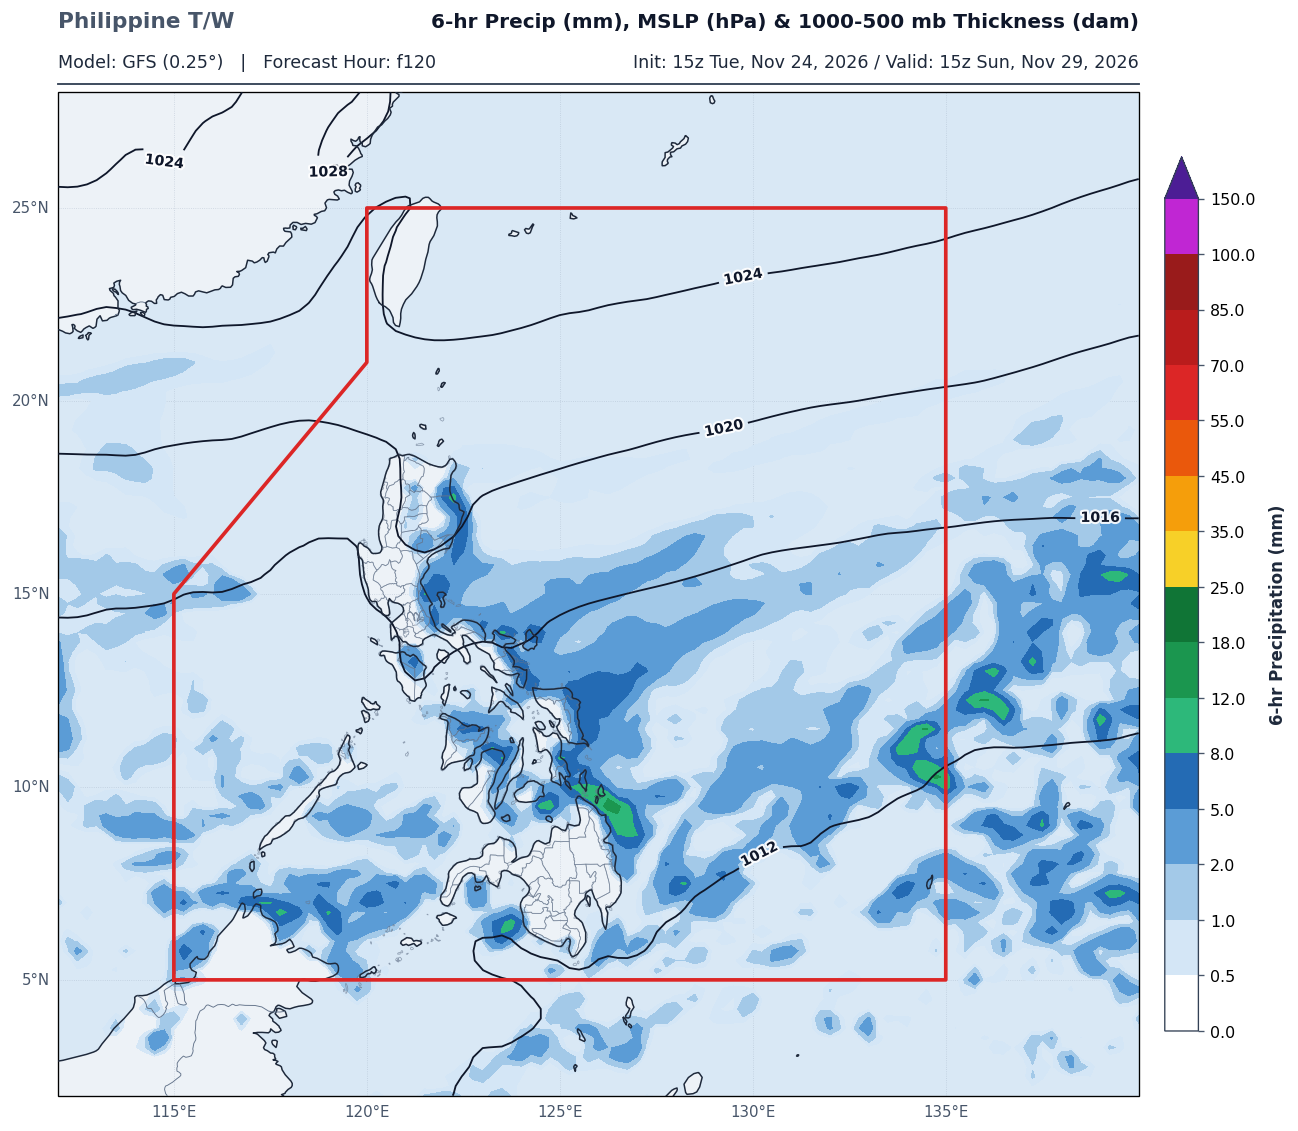 Philippine T/W
6-hr Precip (mm), MSLP (hPa) & 1000-500 mb Thickness (dam)
Model: GFS (0.25°) | Forecast Hour: f120
Init: 15z Tue, Nov 24, 2026 / Valid: 15z Sun, Nov 29, 2026
1024
1028
25°N
1024
20°N
1020
1016
15°N
10°N
1012
5°N
115°E
120°E
125°E
130°E
135°E
150.0
100.0
85.0
70.0
55.0
45.0
35.0
25.0
18.0
12.0
8.0
5.0
2.0
1.0
0.5
0.0
6-hr Precipitation (mm)